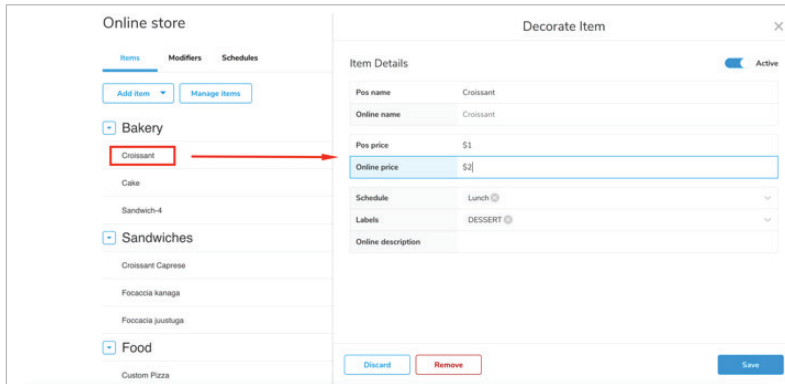 Online store
Items Modifiers Schedules
Add item Manage items
Bakery
Croissant
Cake
Sandwich-4
Sandwiches
Croissant Caprese
Focaccia kanaga
Foccacia juustuga
Food
Custom Pizza
Decorate Item
Item Details Active
Pos name Croissant
Online name Croissant
Pos price $1
Online price $2
Schedule Lunch
Labels DESSERT
Online description
Discard Remove Save